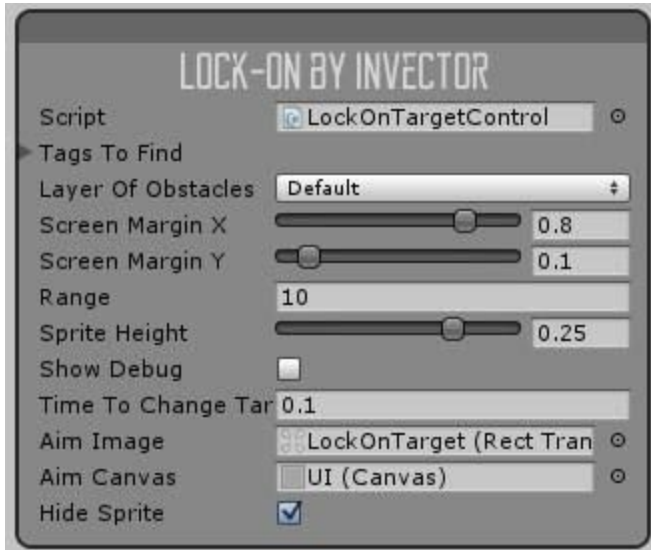 LOCK-ON BY INVECTOR
Script LockOnTargetControl
Tags To Find
Layer Of Obstacles Default
Screen Margin X 0.8
Screen Margin Y 0.1
Range 10
Sprite Height 0.25
Show Debug
Time To Change Tar 0.1
Aim Image LockOnTarget (Rect Tran
Aim Canvas UI (Canvas)
Hide Sprite